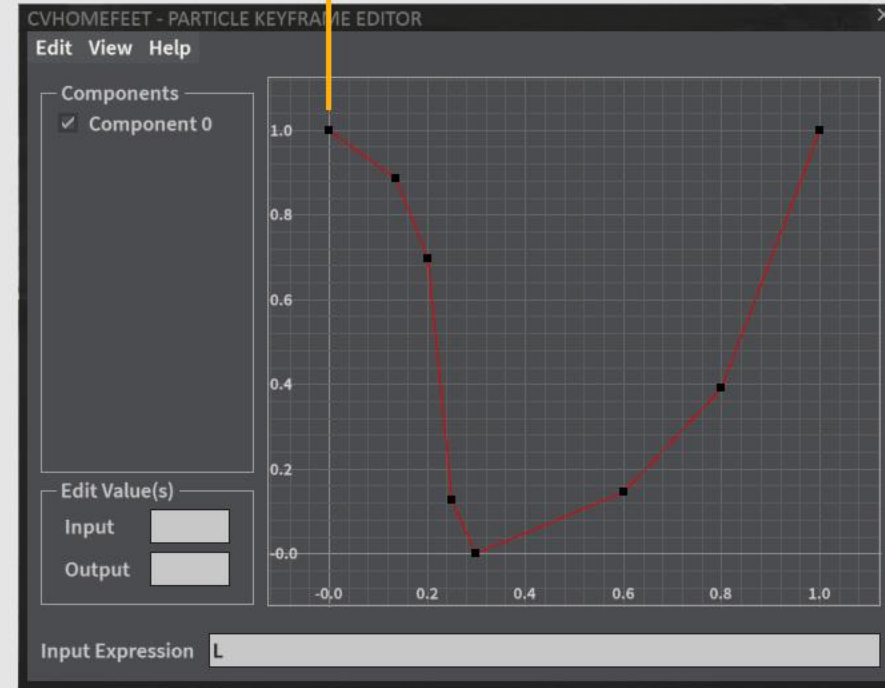 CVHOMEFEET - PARTICLE KEYFRAME EDITOR
Edit View Help
Components
Component 0
1.0
0.8
0.6
0.4
0.2
-0.0
-0.0 0.2 0.4 0.6 0.8 1.0
Edit Value(s)
Input
Output
Input Expression L